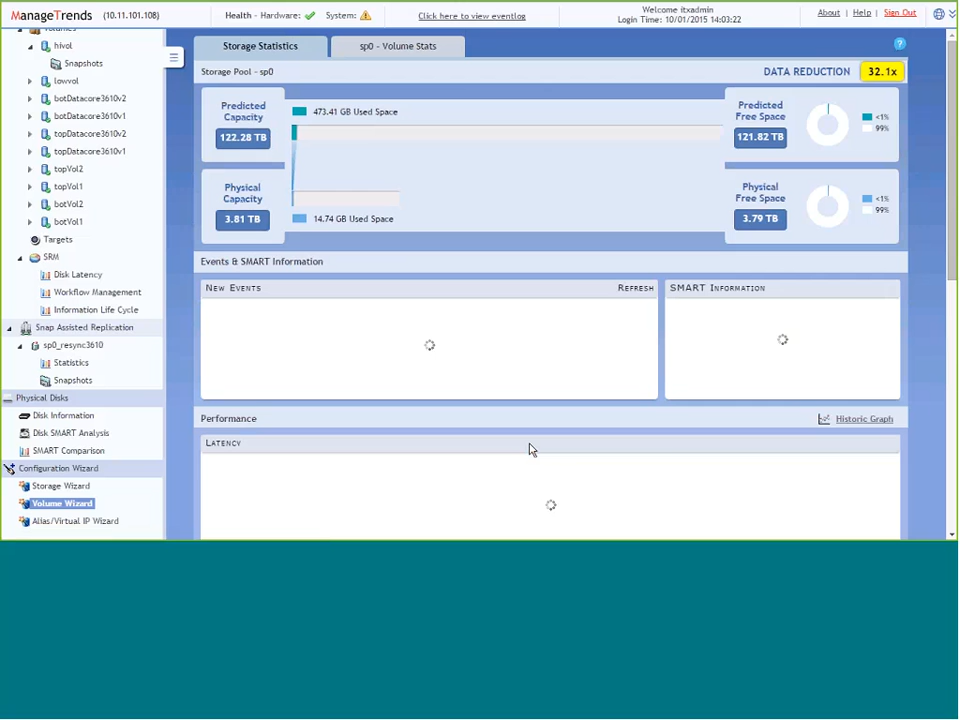 ManageTrends (10.11.101.108) Health - Hardware: System: Click here to view eventlog Welcome itxadmin About Help Sign Out
Login Time: 10/01/2015 14:03:22
Volumes
hivol
Snapshots
lowvol
botDatacore3610v2
botDatacore3610v1
topDatacore3610v2
topDatacore3610v1
topVol2
topVol1
botVol2
botVol1
Targets
SRM
Disk Latency
Workflow Management
Information Life Cycle
Snap Assisted Replication
sp0_resync3610
Statistics
Snapshots
Physical Disks
Disk Information
Disk SMART Analysis
SMART Comparison
Configuration Wizard
Storage Wizard
Volume Wizard
Alias/Virtual IP Wizard
Storage Statistics sp0 - Volume Stats ?
Storage Pool - sp0 DATA REDUCTION 32.1x
Predicted
Capacity
122.28 TB
473.41 GB Used Space
Predicted
Free Space
121.82 TB
<1%
99%
Physical
Capacity
3.81 TB
14.74 GB Used Space
Physical
Free Space
3.79 TB
<1%
99%
Events & SMART Information
New Events Refresh SMART Information
Performance Historic Graph
Latency